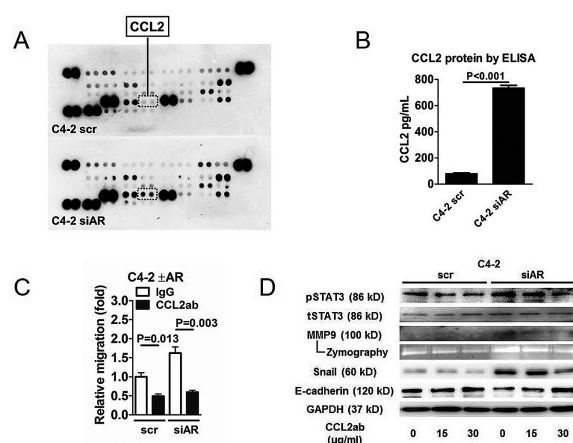 A
CCL2
C4-2 scr
C4-2 siAR
B
CCL2 protein by ELISA
P<0.001
CCL2 pg/mL
800
600
400
200
0
C4-2 scr
C4-2 siAR
C
C4-2 ±AR
IgG
CCL2ab
Relative migration (fold)
3.0
2.5
2.0
1.5
1.0
0.5
0.0
P=0.013
P=0.003
scr
siAR
D
C4-2
scr
siAR
pSTAT3 (86 kD)
tSTAT3 (86 kD)
MMP9 (100 kD)
Zymography
Snail (60 kD)
E-cadherin (120 kD)
GAPDH (37 kD)
0 15 30 0 15 30
CCL2ab
(µg/ml)